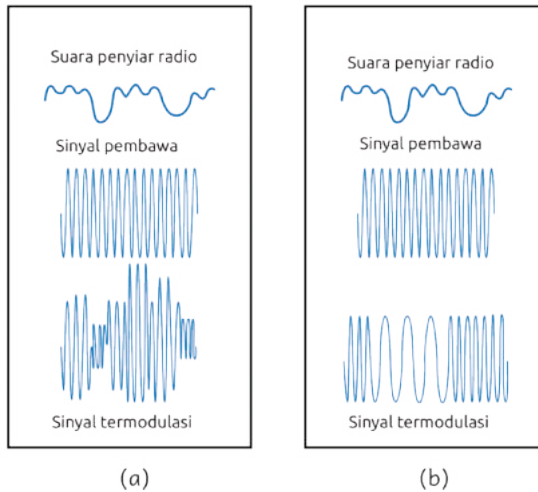 Suara penyiar radio
Sinyal pembawa
Sinyal termodulasi
(a)
Suara penyiar radio
Sinyal pembawa
Sinyal termodulasi
(b)